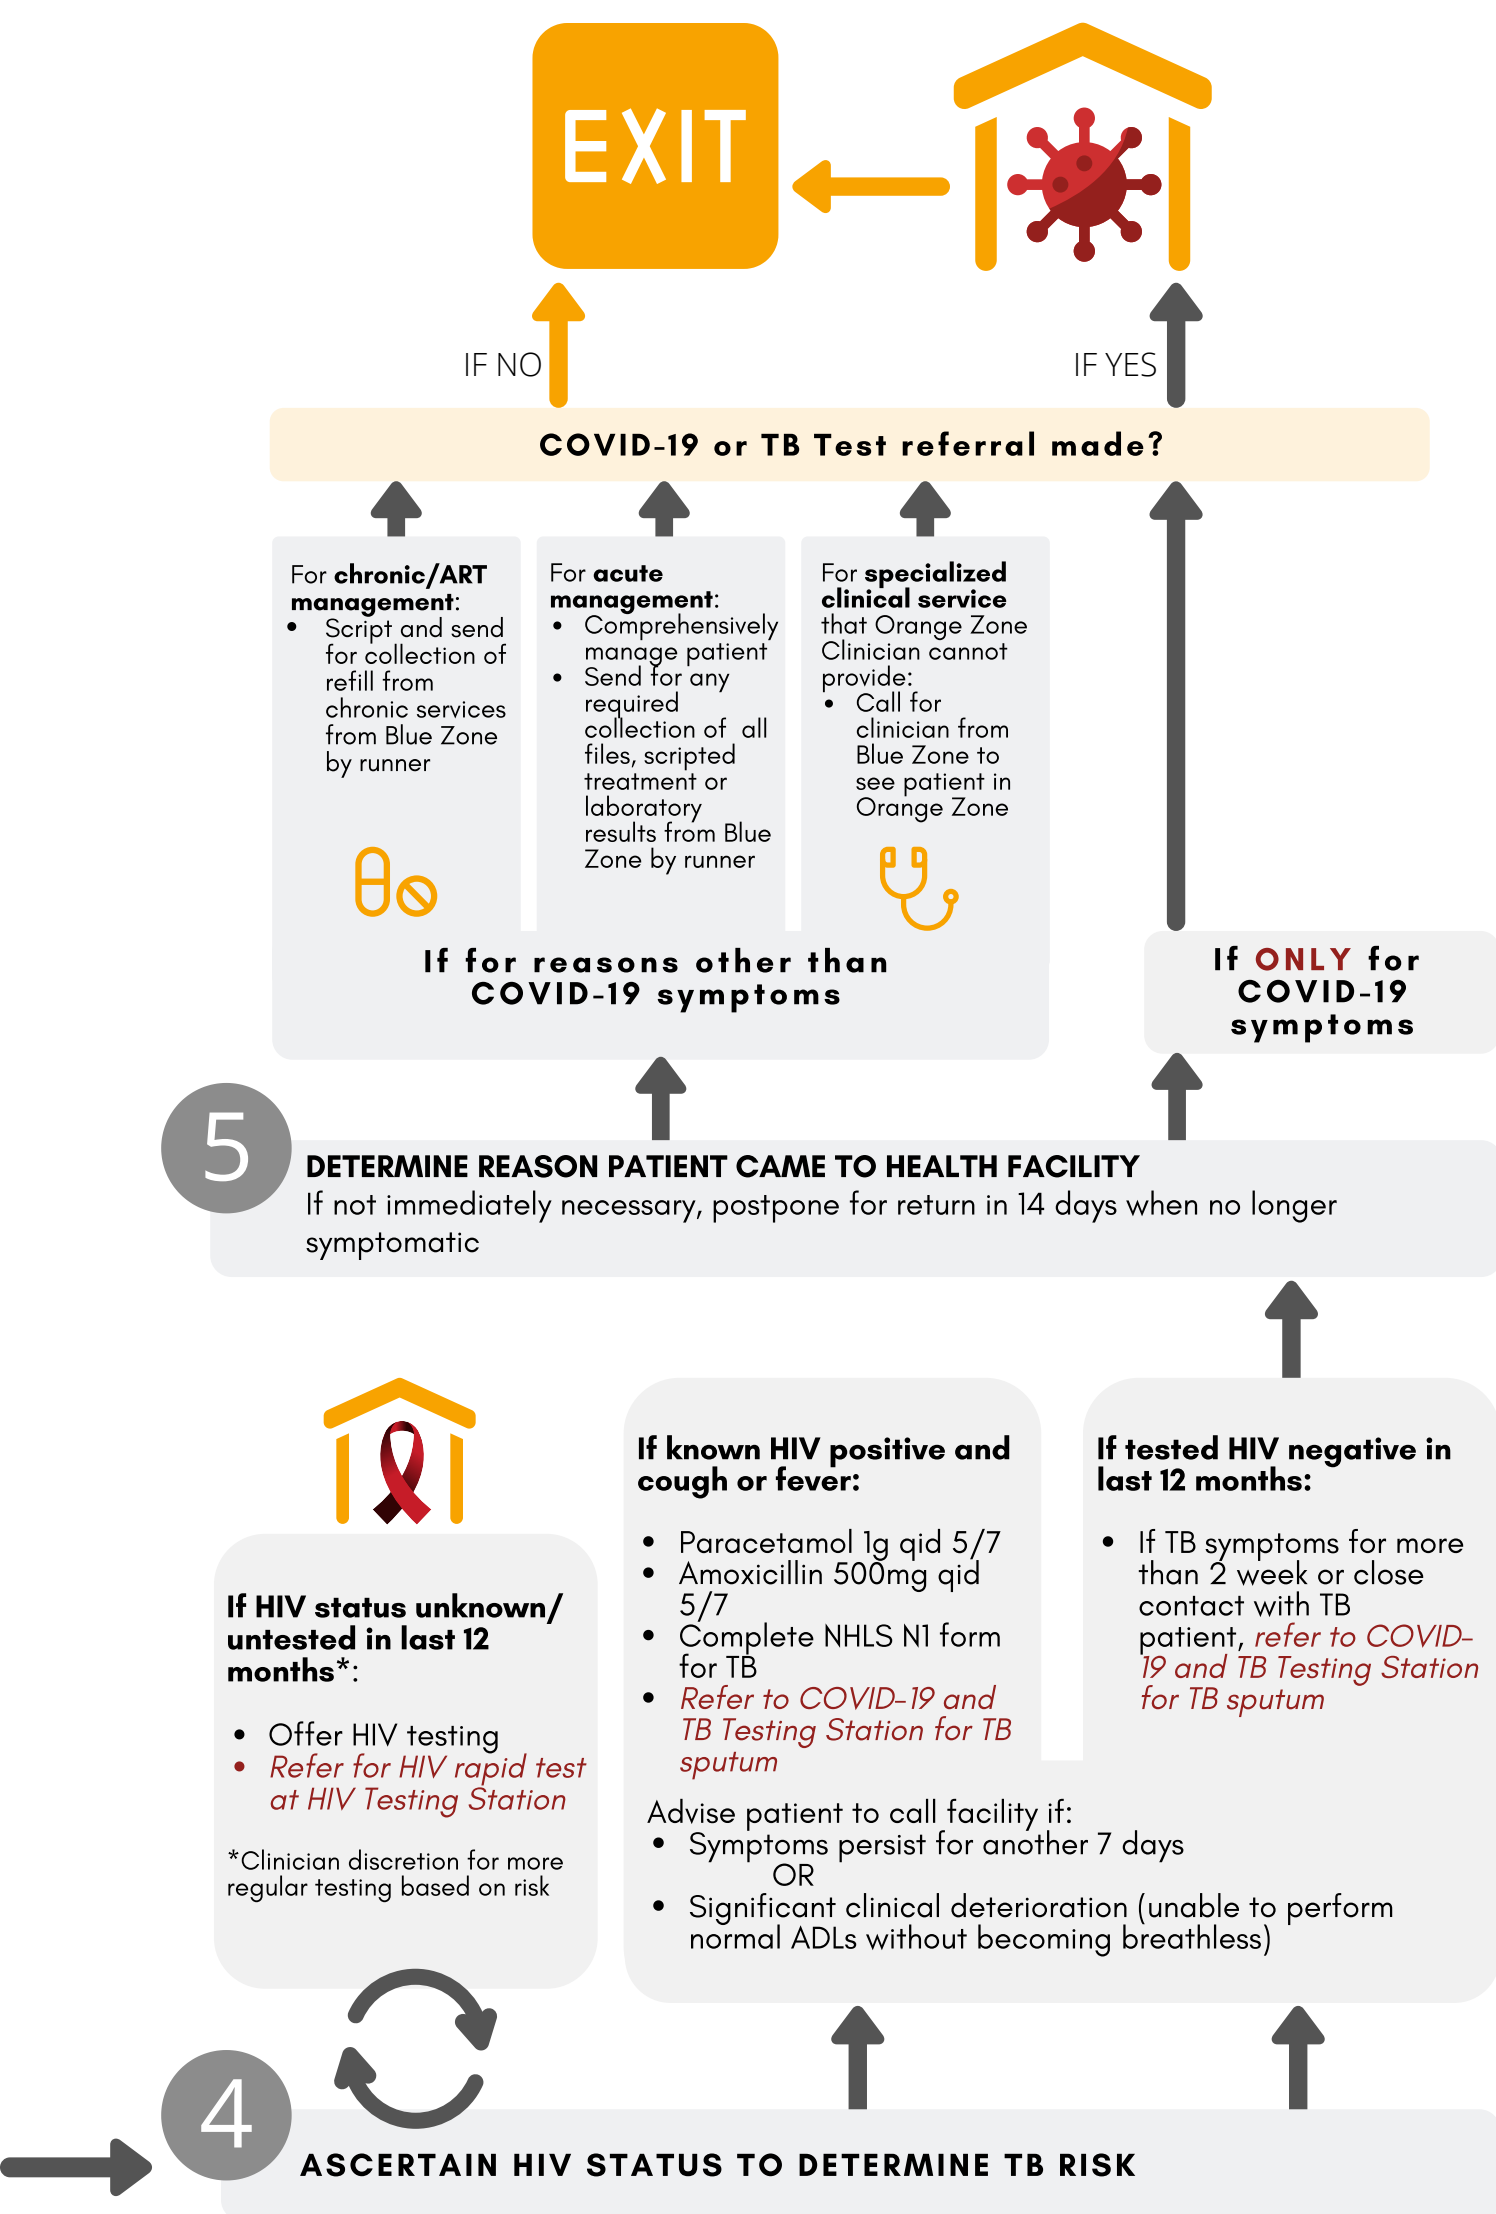 EXIT
IF NO
IF YES
COVID-19 or TB Test referral made?
For chronic/ART
management:
• Script and send
for collection of
refill from
chronic services
from Blue Zone
by runner
For acute
management:
• Comprehensively
manage patient
• Send for any
required
collection of all
files, scripted
treatment or
laboratory
results from Blue
Zone by runner
For specialized
clinical service
that Orange Zone
Clinician cannot
provide:
• Call for
clinician from
Blue Zone to
see patient in
Orange Zone
If for reasons other than
COVID-19 symptoms
If ONLY for
COVID-19
symptoms
5
DETERMINE REASON PATIENT CAME TO HEALTH FACILITY
If not immediately necessary, postpone for return in 14 days when no longer
symptomatic
If HIV status unknown/
untested in last 12
months*:
• Offer HIV testing
• Refer for HIV rapid test
at HIV Testing Station
*Clinician discretion for more
regular testing based on risk
If known HIV positive and
cough or fever:
• Paracetamol 1g qid 5/7
• Amoxicillin 500mg qid
5/7
• Complete NHLS N1 form
for TB
• Refer to COVID-19 and
TB Testing Station for TB
sputum
If tested HIV negative in
last 12 months:
• If TB symptoms for more
than 2 week or close
contact with TB
patient, refer to COVID-
19 and TB Testing Station
for TB sputum
Advise patient to call facility if:
• Symptoms persist for another 7 days
OR
• Significant clinical deterioration (unable to perform
normal ADLs without becoming breathless)
4
ASCERTAIN HIV STATUS TO DETERMINE TB RISK